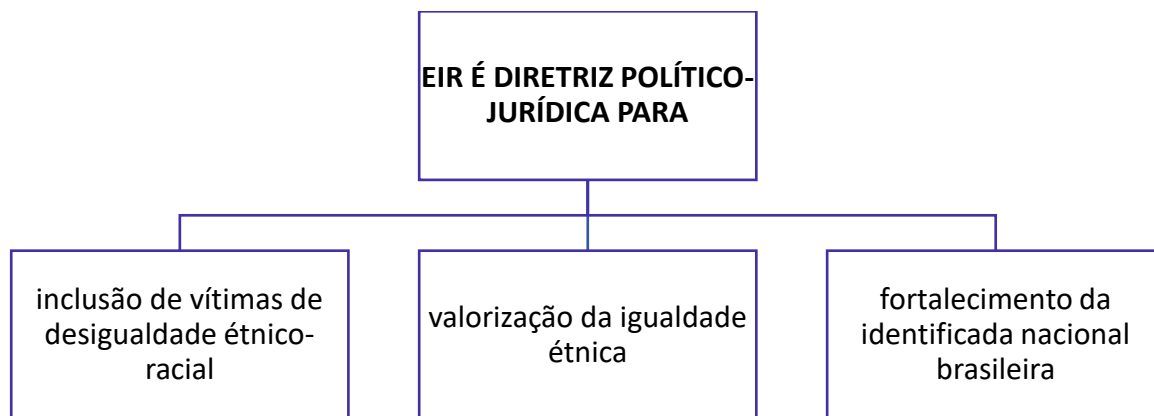 EIR É DIRETRIZ POLÍTICO-
JURÍDICA PARA
inclusão de vítimas de
desigualdade étnico-
racial
valorização da igualdade
étnica
fortalecimento da
identificada nacional
brasileira